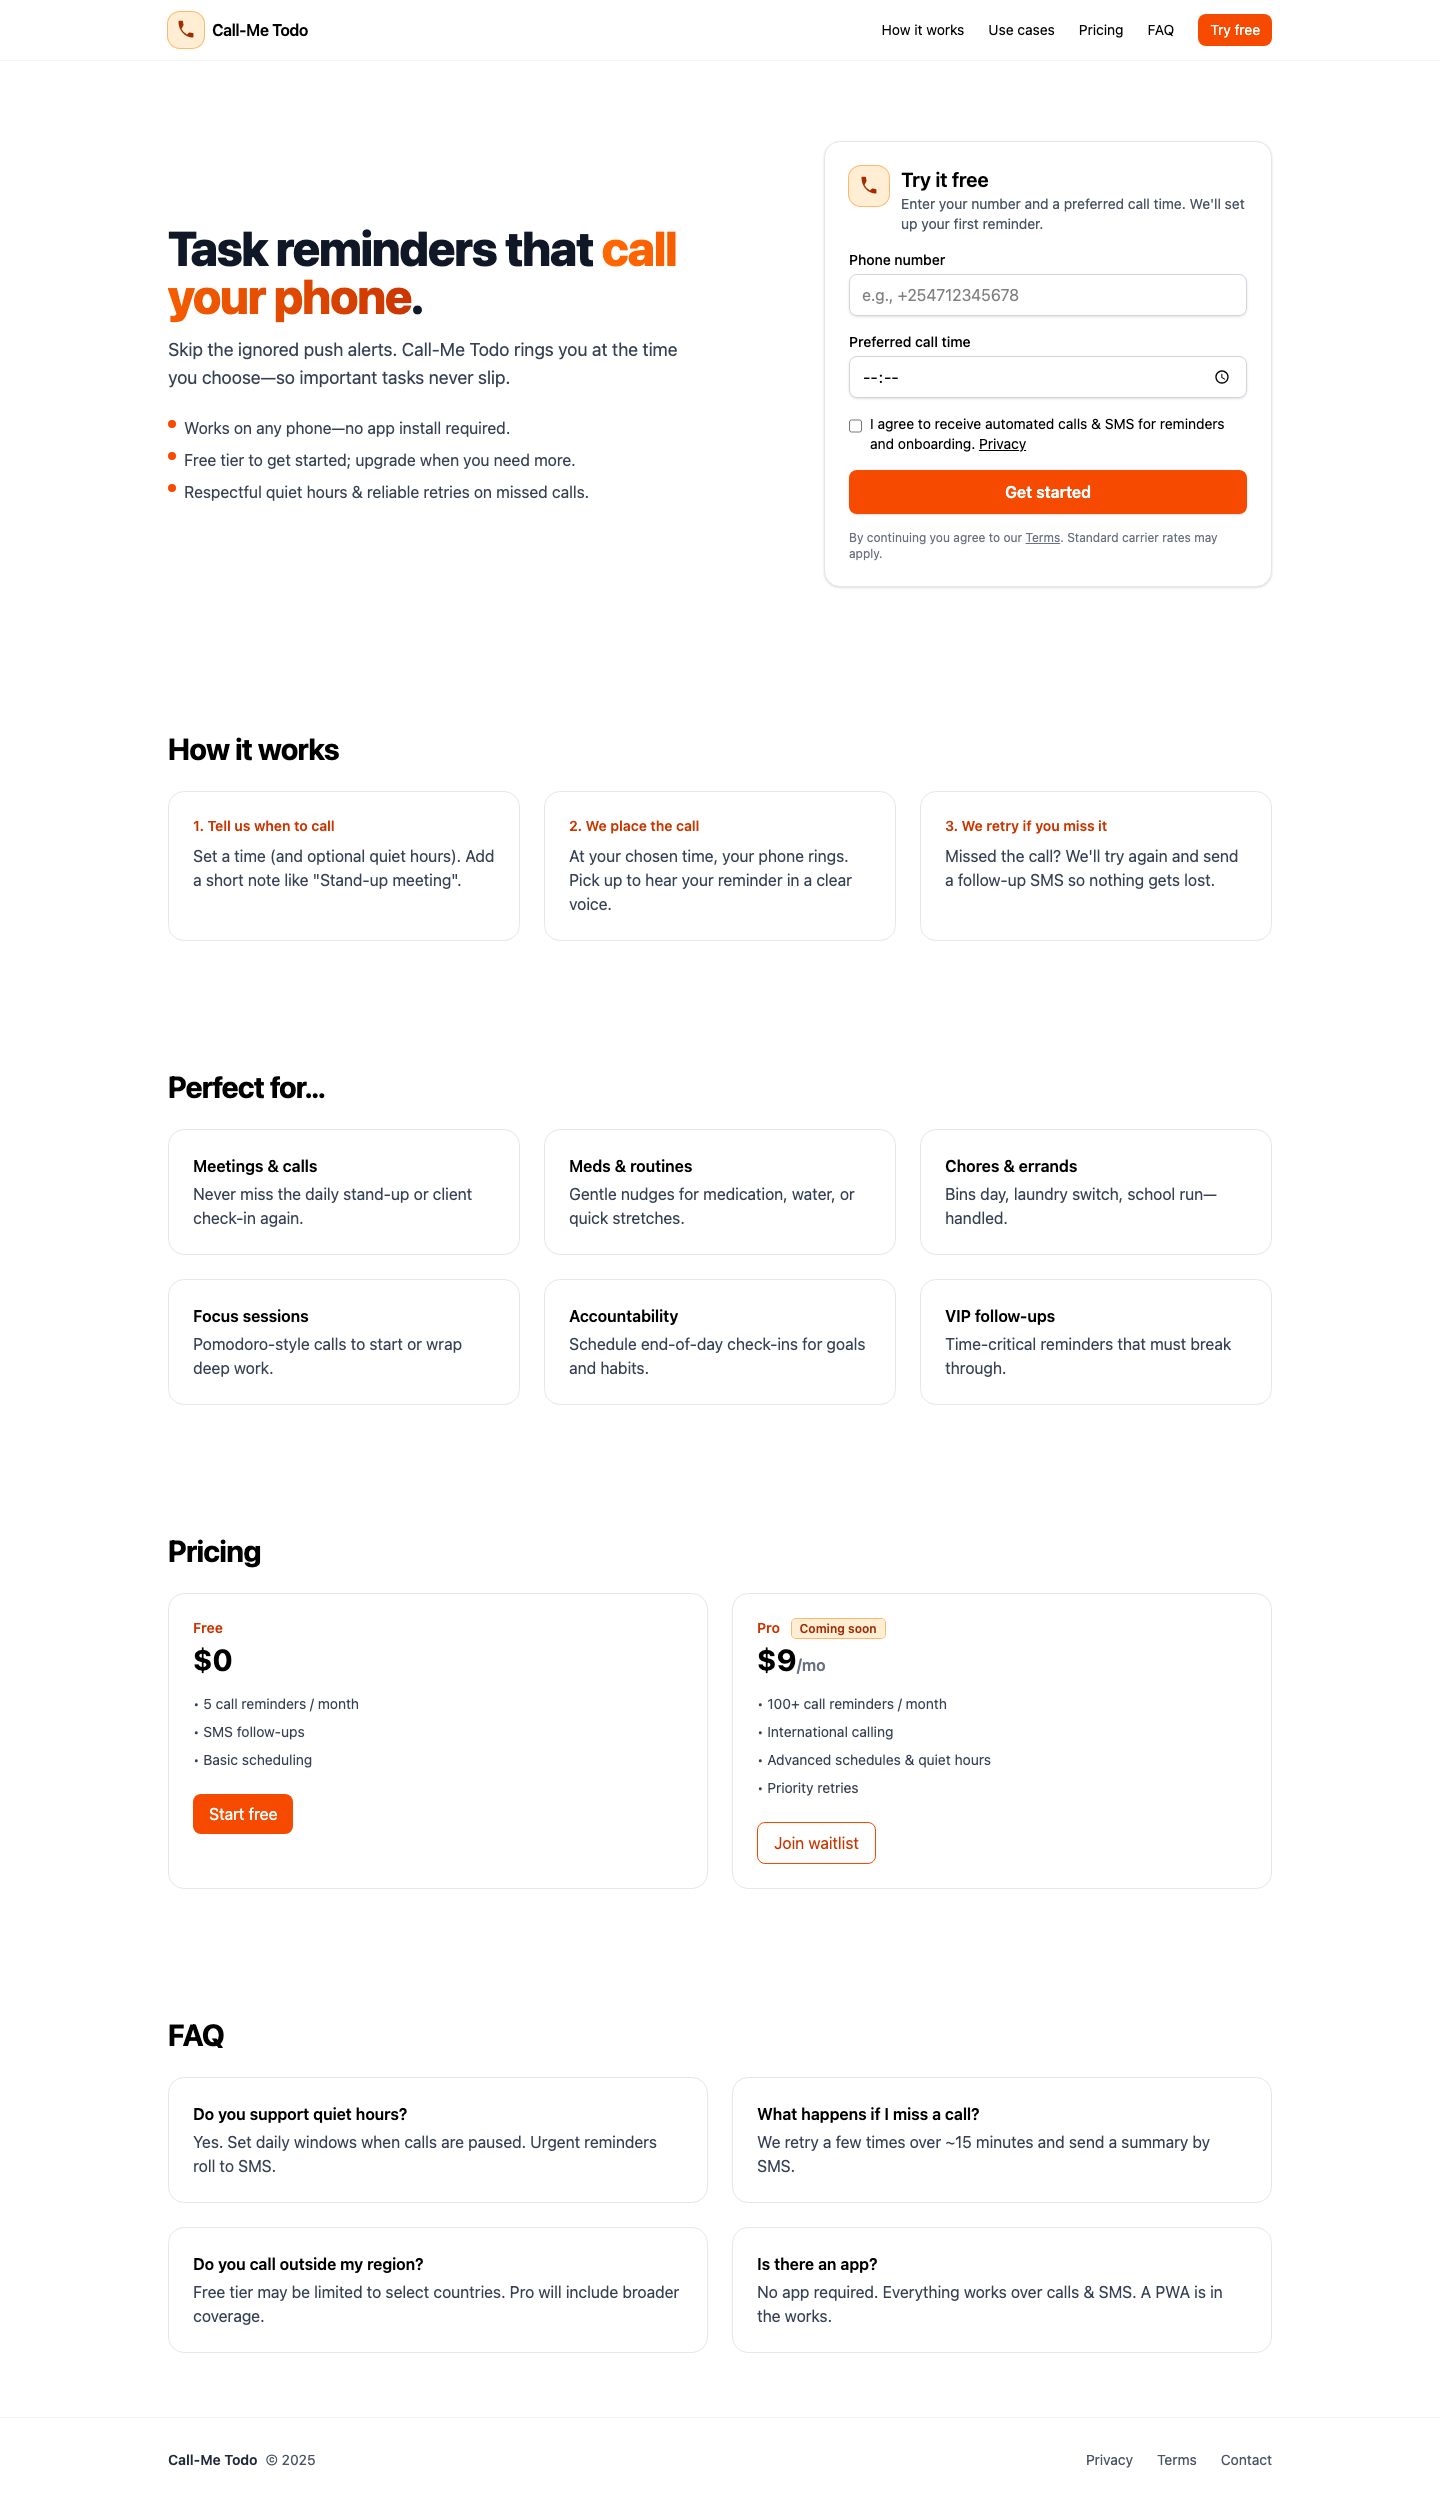 Call-Me Todo
How it works
Use cases
Pricing
FAQ
Try free
Task reminders that call
your phone.
Skip the ignored push alerts. Call-Me Todo rings you at the time
you choose—so important tasks never slip.
Works on any phone—no app install required.
Free tier to get started; upgrade when you need more.
Respectful quiet hours & reliable retries on missed calls.
Try it free
Enter your number and a preferred call time. We'll set
up your first reminder.
Phone number
e.g., +254712345678
Preferred call time
--:--
I agree to receive automated calls & SMS for reminders
and onboarding. Privacy
Get started
By continuing you agree to our Terms. Standard carrier rates may
apply.
How it works
1. Tell us when to call
Set a time (and optional quiet hours). Add
a short note like "Stand-up meeting".
2. We place the call
At your chosen time, your phone rings.
Pick up to hear your reminder in a clear
voice.
3. We retry if you miss it
Missed the call? We'll try again and send
a follow-up SMS so nothing gets lost.
Perfect for...
Meetings & calls
Never miss the daily stand-up or client
check-in again.
Meds & routines
Gentle nudges for medication, water, or
quick stretches.
Chores & errands
Bins day, laundry switch, school run—
handled.
Focus sessions
Pomodoro-style calls to start or wrap
deep work.
Accountability
Schedule end-of-day check-ins for goals
and habits.
VIP follow-ups
Time-critical reminders that must break
through.
Pricing
Free
$0
• 5 call reminders / month
• SMS follow-ups
• Basic scheduling
Start free
Pro Coming soon
$9/mo
• 100+ call reminders / month
• International calling
• Advanced schedules & quiet hours
• Priority retries
Join waitlist
FAQ
Do you support quiet hours?
Yes. Set daily windows when calls are paused. Urgent reminders
roll to SMS.
What happens if I miss a call?
We retry a few times over ~15 minutes and send a summary by
SMS.
Do you call outside my region?
Free tier may be limited to select countries. Pro will include broader
coverage.
Is there an app?
No app required. Everything works over calls & SMS. A PWA is in
the works.
Call-Me Todo © 2025
Privacy
Terms
Contact